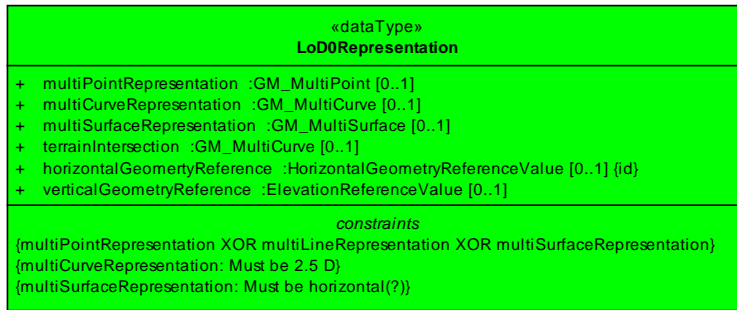 «dataType»
LoD0Representation
+ multiPointRepresentation :GM_MultiPoint [0..1]
+ multiCurveRepresentation :GM_MultiCurve [0..1]
+ multiSurfaceRepresentation :GM_MultiSurface [0..1]
+ terrainIntersection :GM_MultiCurve [0..1]
+ horizontalGeomertyReference :HorizontalGeometryReferenceValue [0..1] {id}
+ verticalGeometryReference :ElevationReferenceValue [0..1]
constraints
{multiPointRepresentation XOR multiLineRepresentation XOR multiSurfaceRepresentation}
{multiCurveRepresentation: Must be 2.5 D}
{multiSurfaceRepresentation: Must be horizontal(?)}